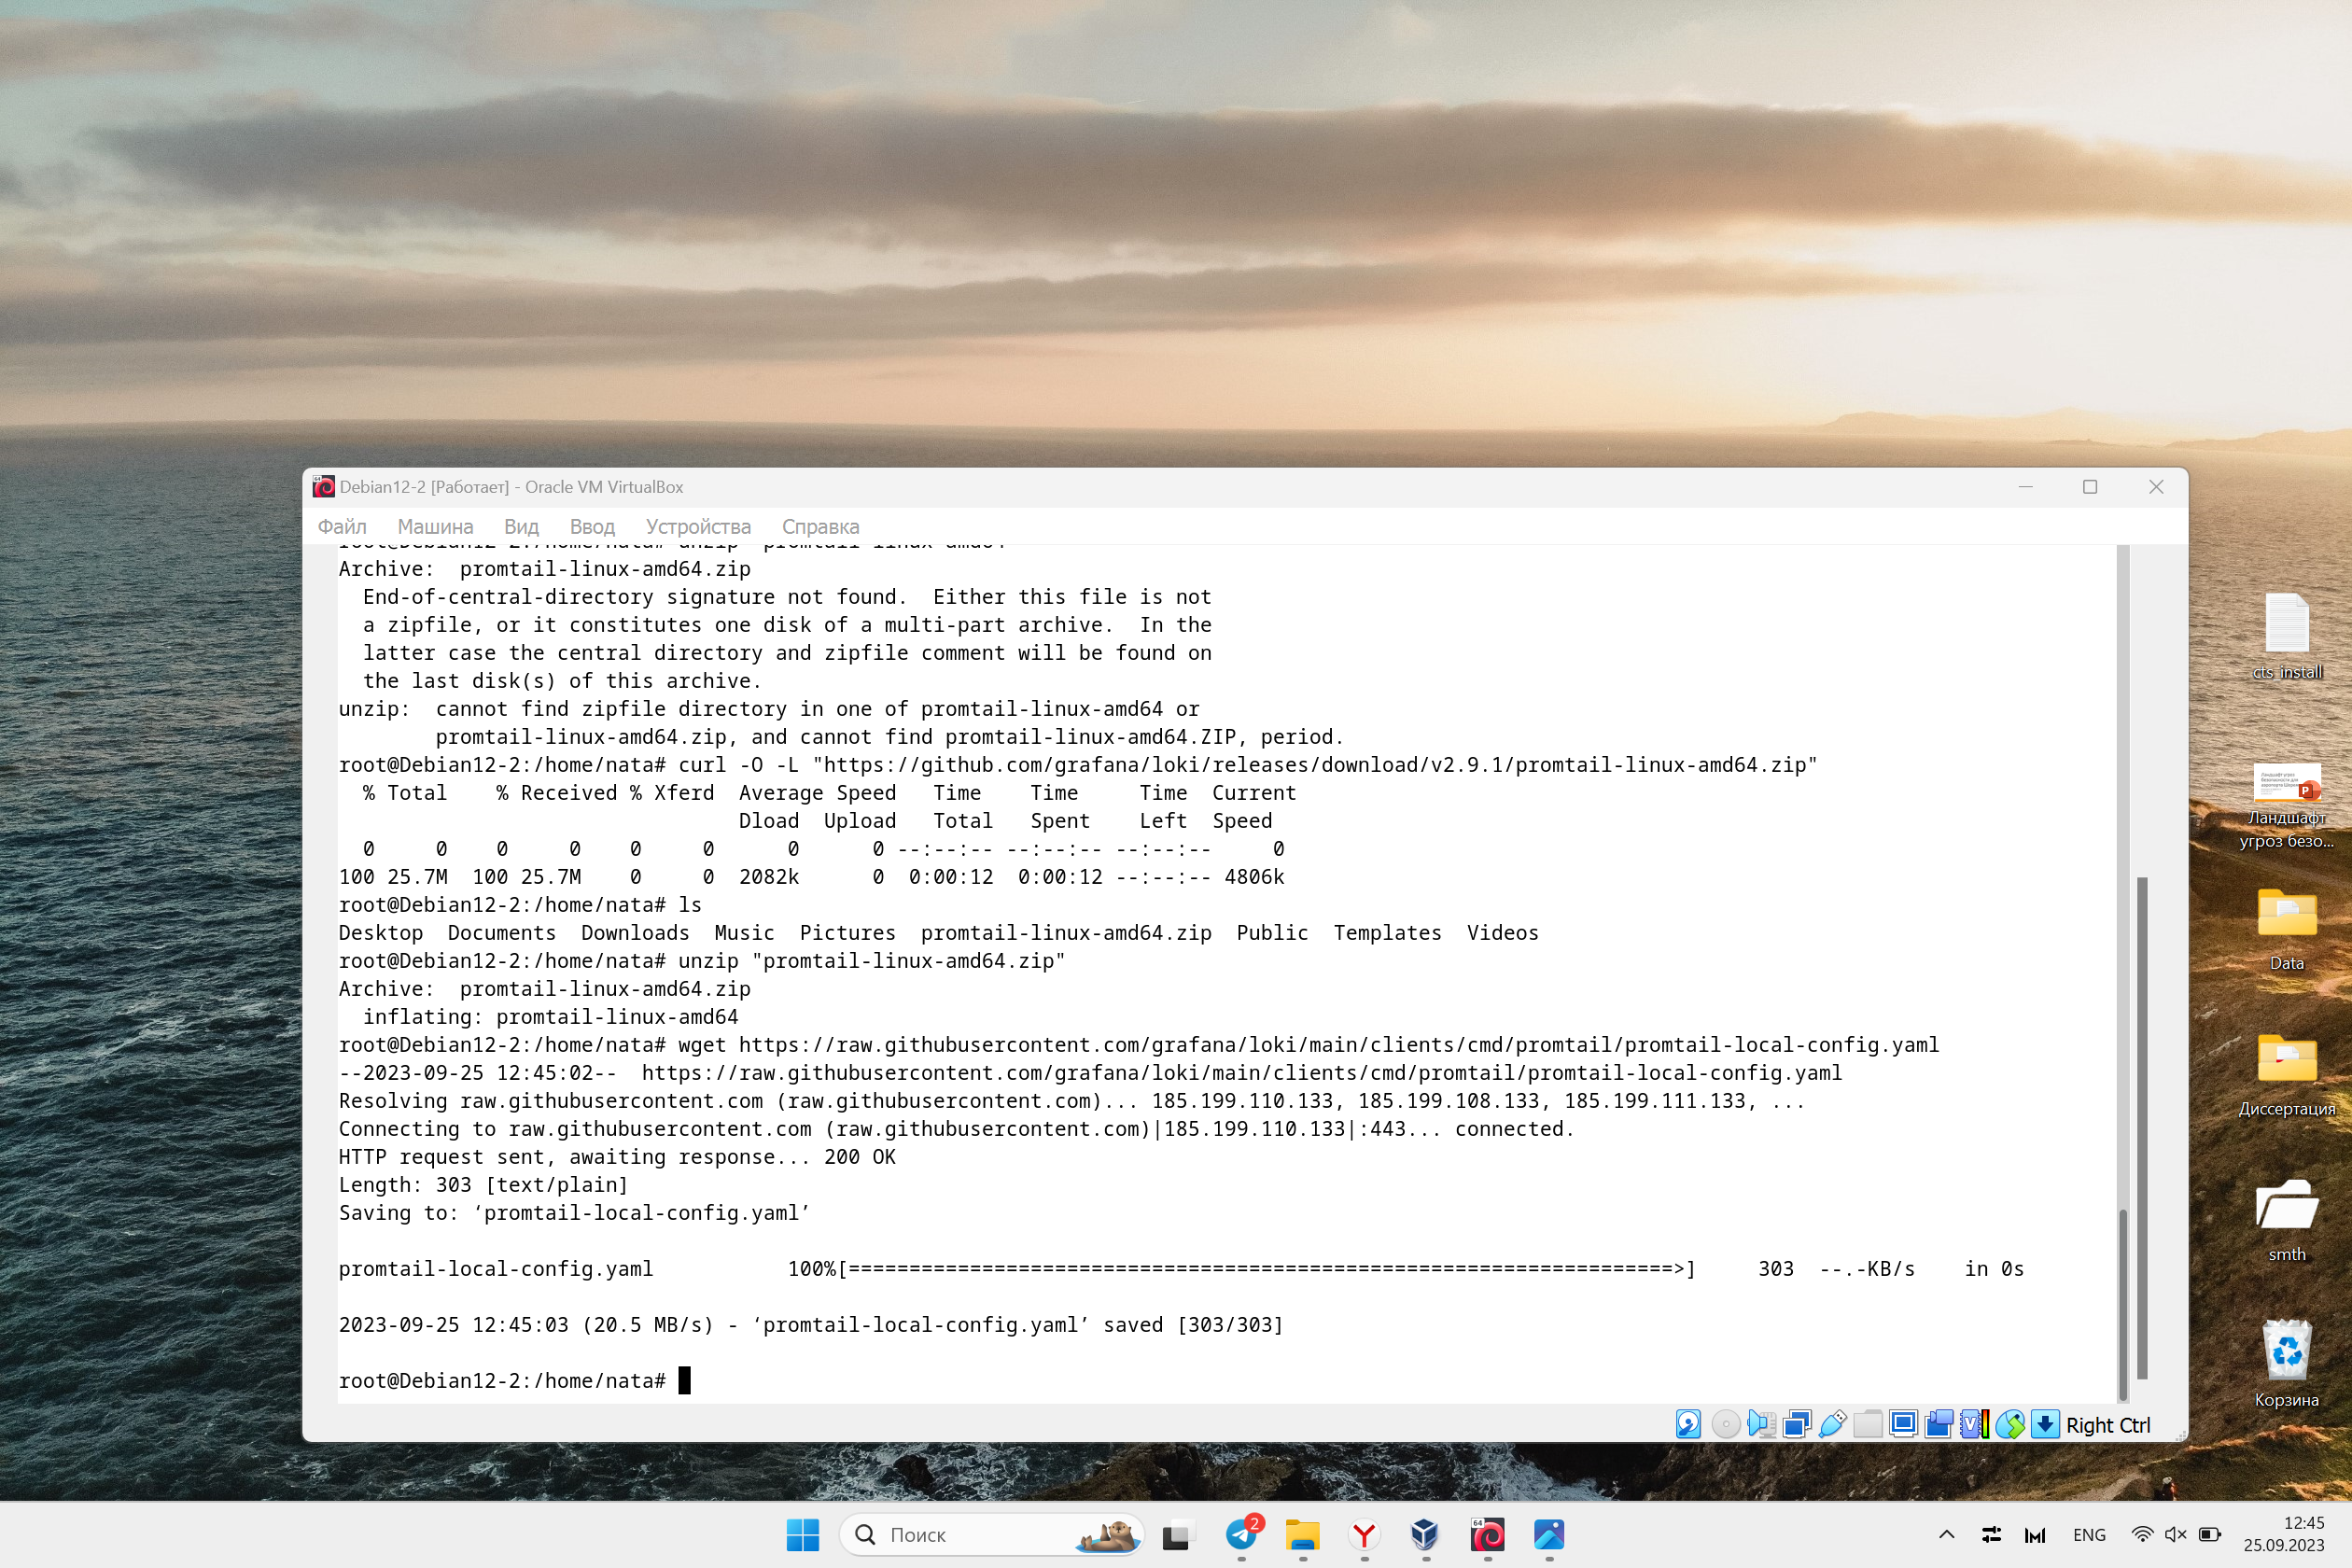 Debian12-2 [Работает] - Oracle VM VirtualBox
Файл Машина Вид Ввод Устройства Справка
root@Debian12-2:/home/nata# unzip promtail-linux-amd64
Archive:  promtail-linux-amd64.zip
  End-of-central-directory signature not found.  Either this file is not
  a zipfile, or it constitutes one disk of a multi-part archive.  In the
  latter case the central directory and zipfile comment will be found on
  the last disk(s) of this archive.
unzip:  cannot find zipfile directory in one of promtail-linux-amd64 or
        promtail-linux-amd64.zip, and cannot find promtail-linux-amd64.ZIP, period.
root@Debian12-2:/home/nata# curl -O -L "https://github.com/grafana/loki/releases/download/v2.9.1/promtail-linux-amd64.zip"
  % Total    % Received % Xferd  Average Speed   Time    Time     Time  Current
                                 Dload  Upload   Total   Spent    Left  Speed
  0     0    0     0    0     0      0      0 --:--:-- --:--:-- --:--:--     0
100 25.7M  100 25.7M    0     0  2082k      0  0:00:12  0:00:12 --:--:-- 4806k
root@Debian12-2:/home/nata# ls
Desktop  Documents  Downloads  Music  Pictures  promtail-linux-amd64.zip  Public  Templates  Videos
root@Debian12-2:/home/nata# unzip "promtail-linux-amd64.zip"
Archive:  promtail-linux-amd64.zip
  inflating: promtail-linux-amd64
root@Debian12-2:/home/nata# wget https://raw.githubusercontent.com/grafana/loki/main/clients/cmd/promtail/promtail-local-config.yaml
--2023-09-25 12:45:02--  https://raw.githubusercontent.com/grafana/loki/main/clients/cmd/promtail/promtail-local-config.yaml
Resolving raw.githubusercontent.com (raw.githubusercontent.com)... 185.199.110.133, 185.199.108.133, 185.199.111.133, ...
Connecting to raw.githubusercontent.com (raw.githubusercontent.com)|185.199.110.133|:443... connected.
HTTP request sent, awaiting response... 200 OK
Length: 303 [text/plain]
Saving to: ‘promtail-local-config.yaml’
promtail-local-config.yaml           100%[====================================================================>]     303  --.-KB/s    in 0s
2023-09-25 12:45:03 (20.5 MB/s) - ‘promtail-local-config.yaml’ saved [303/303]
root@Debian12-2:/home/nata#
Right Ctrl
cts_install
Ландшафт
угроз безо...
Data
Диссертация
smth
Корзина
Поиск
2
64
ENG
12:45
25.09.2023